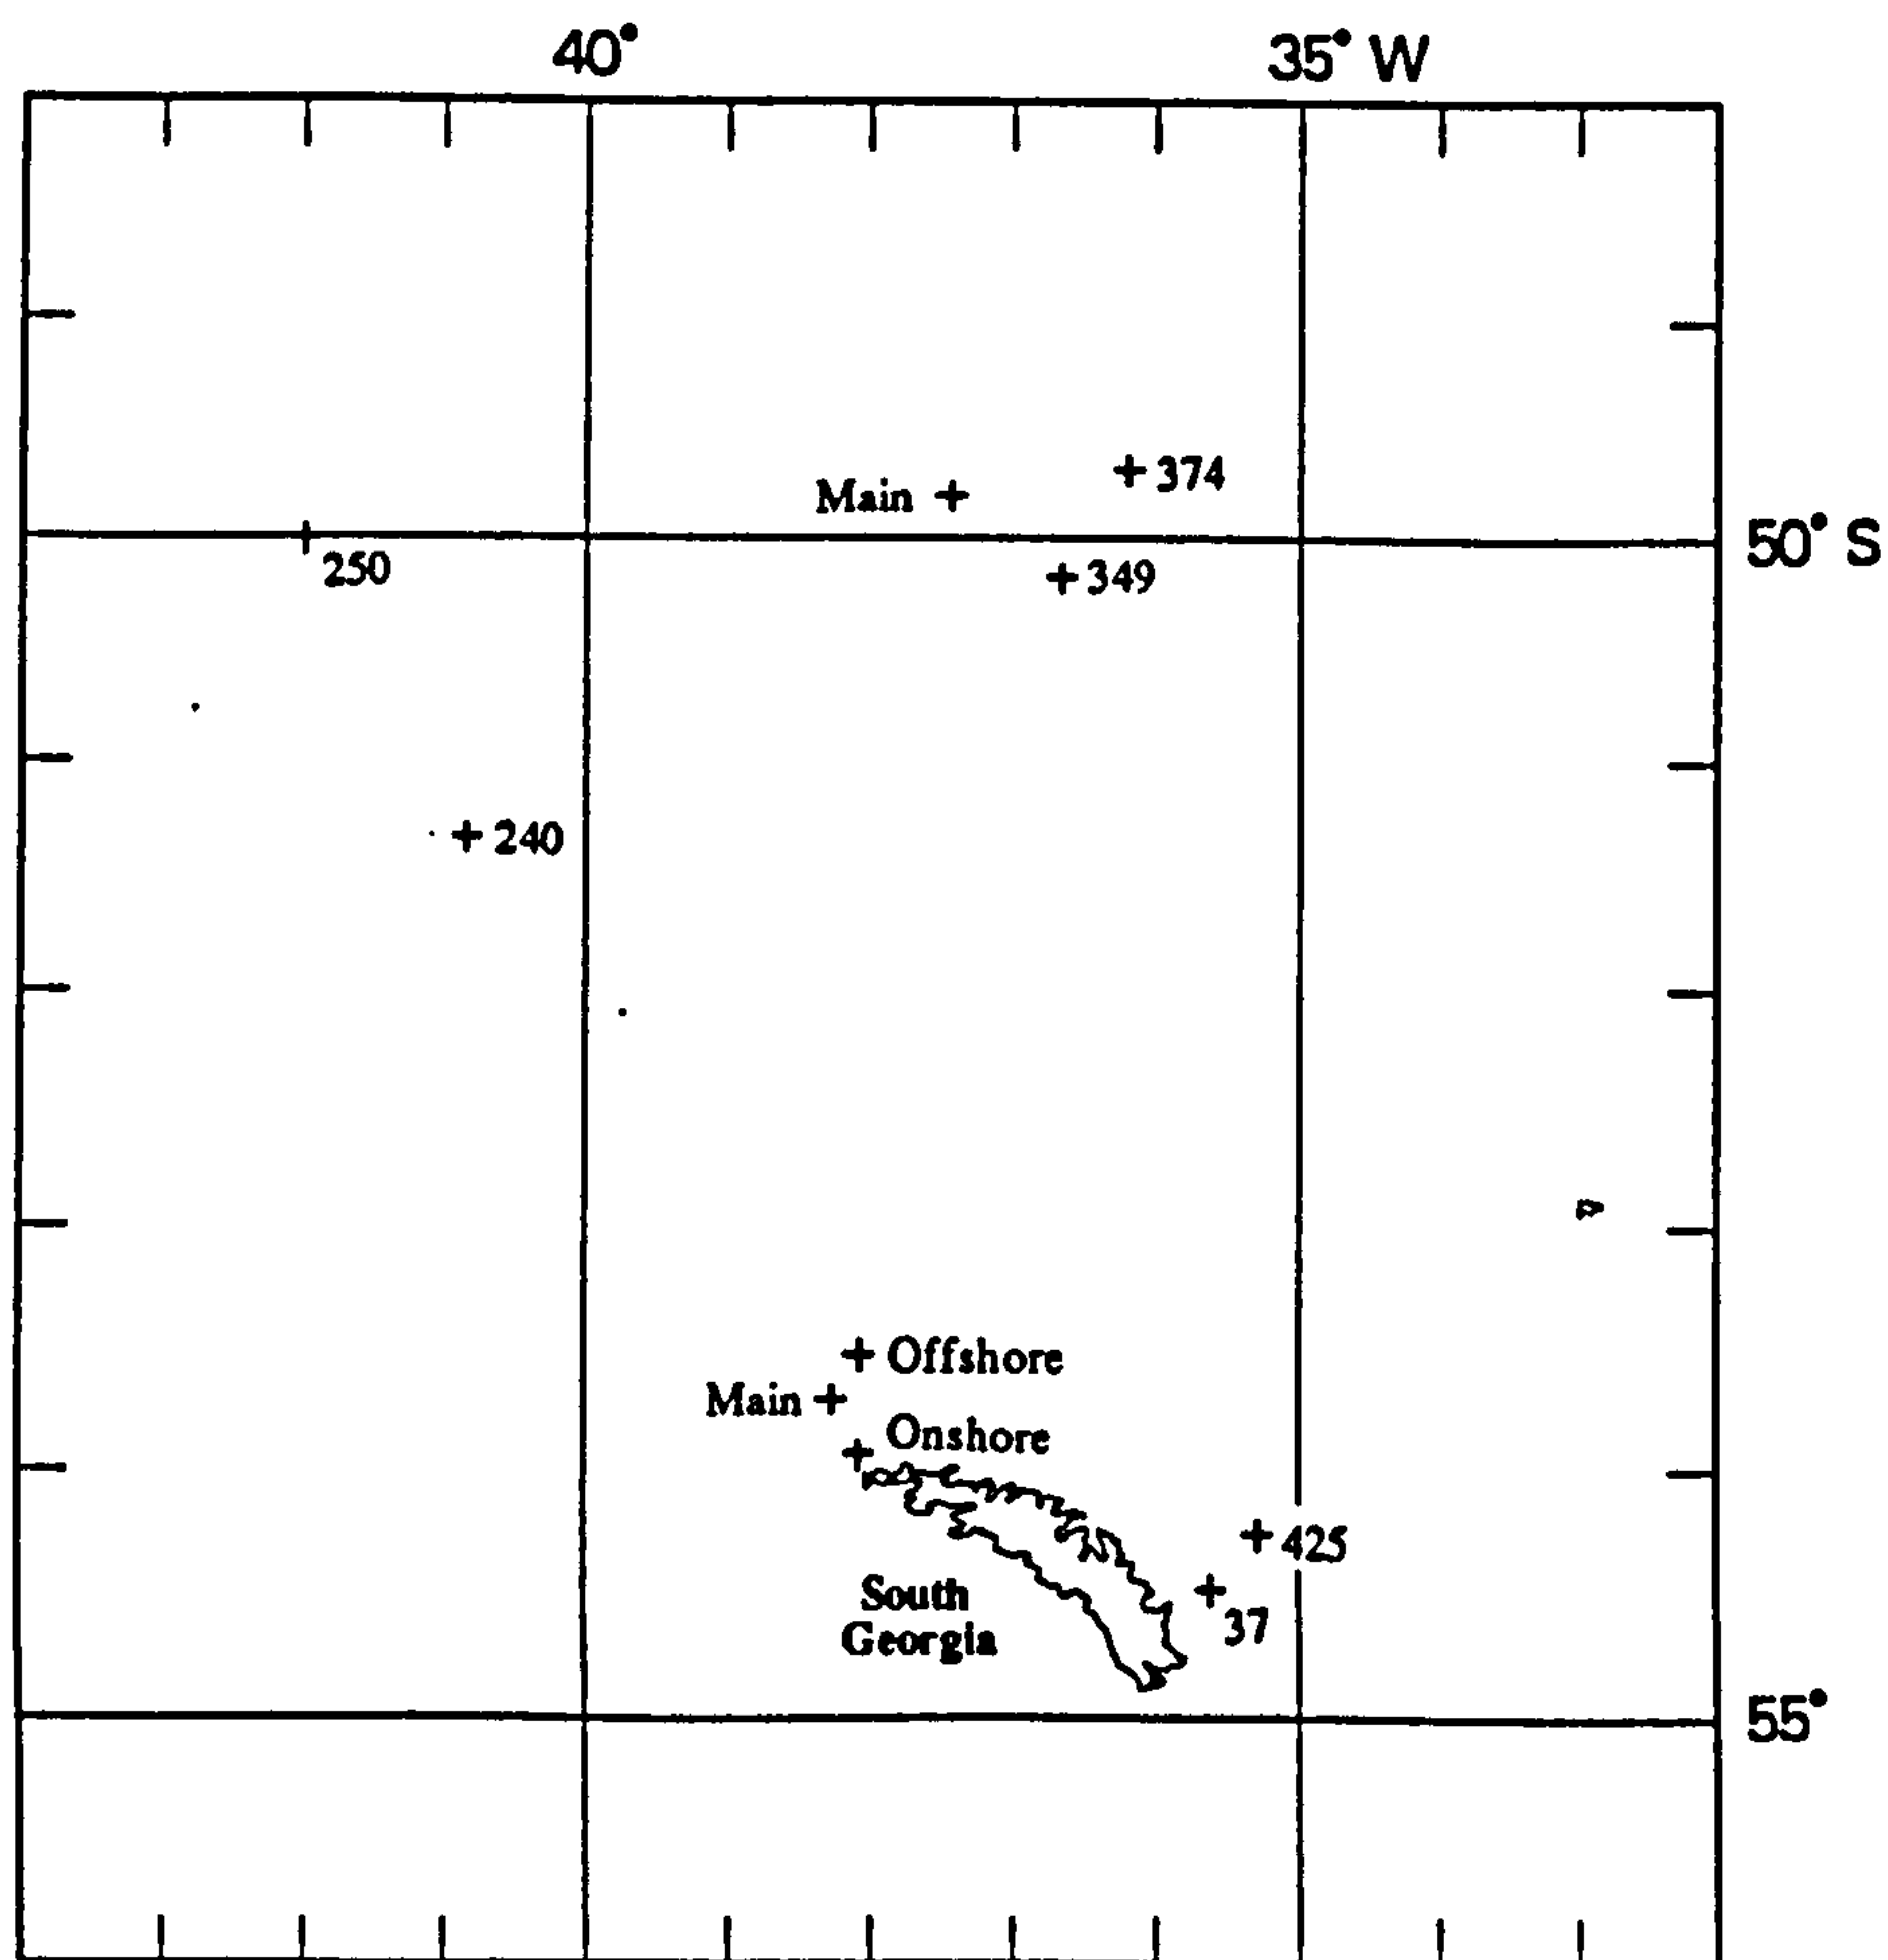 40°
35° W
+ 374
Main +
50° S
250
+ 349
+ 240
+ Offshore
Main +
Onshore
+
+ 425
South
Georgia
+
37
55°